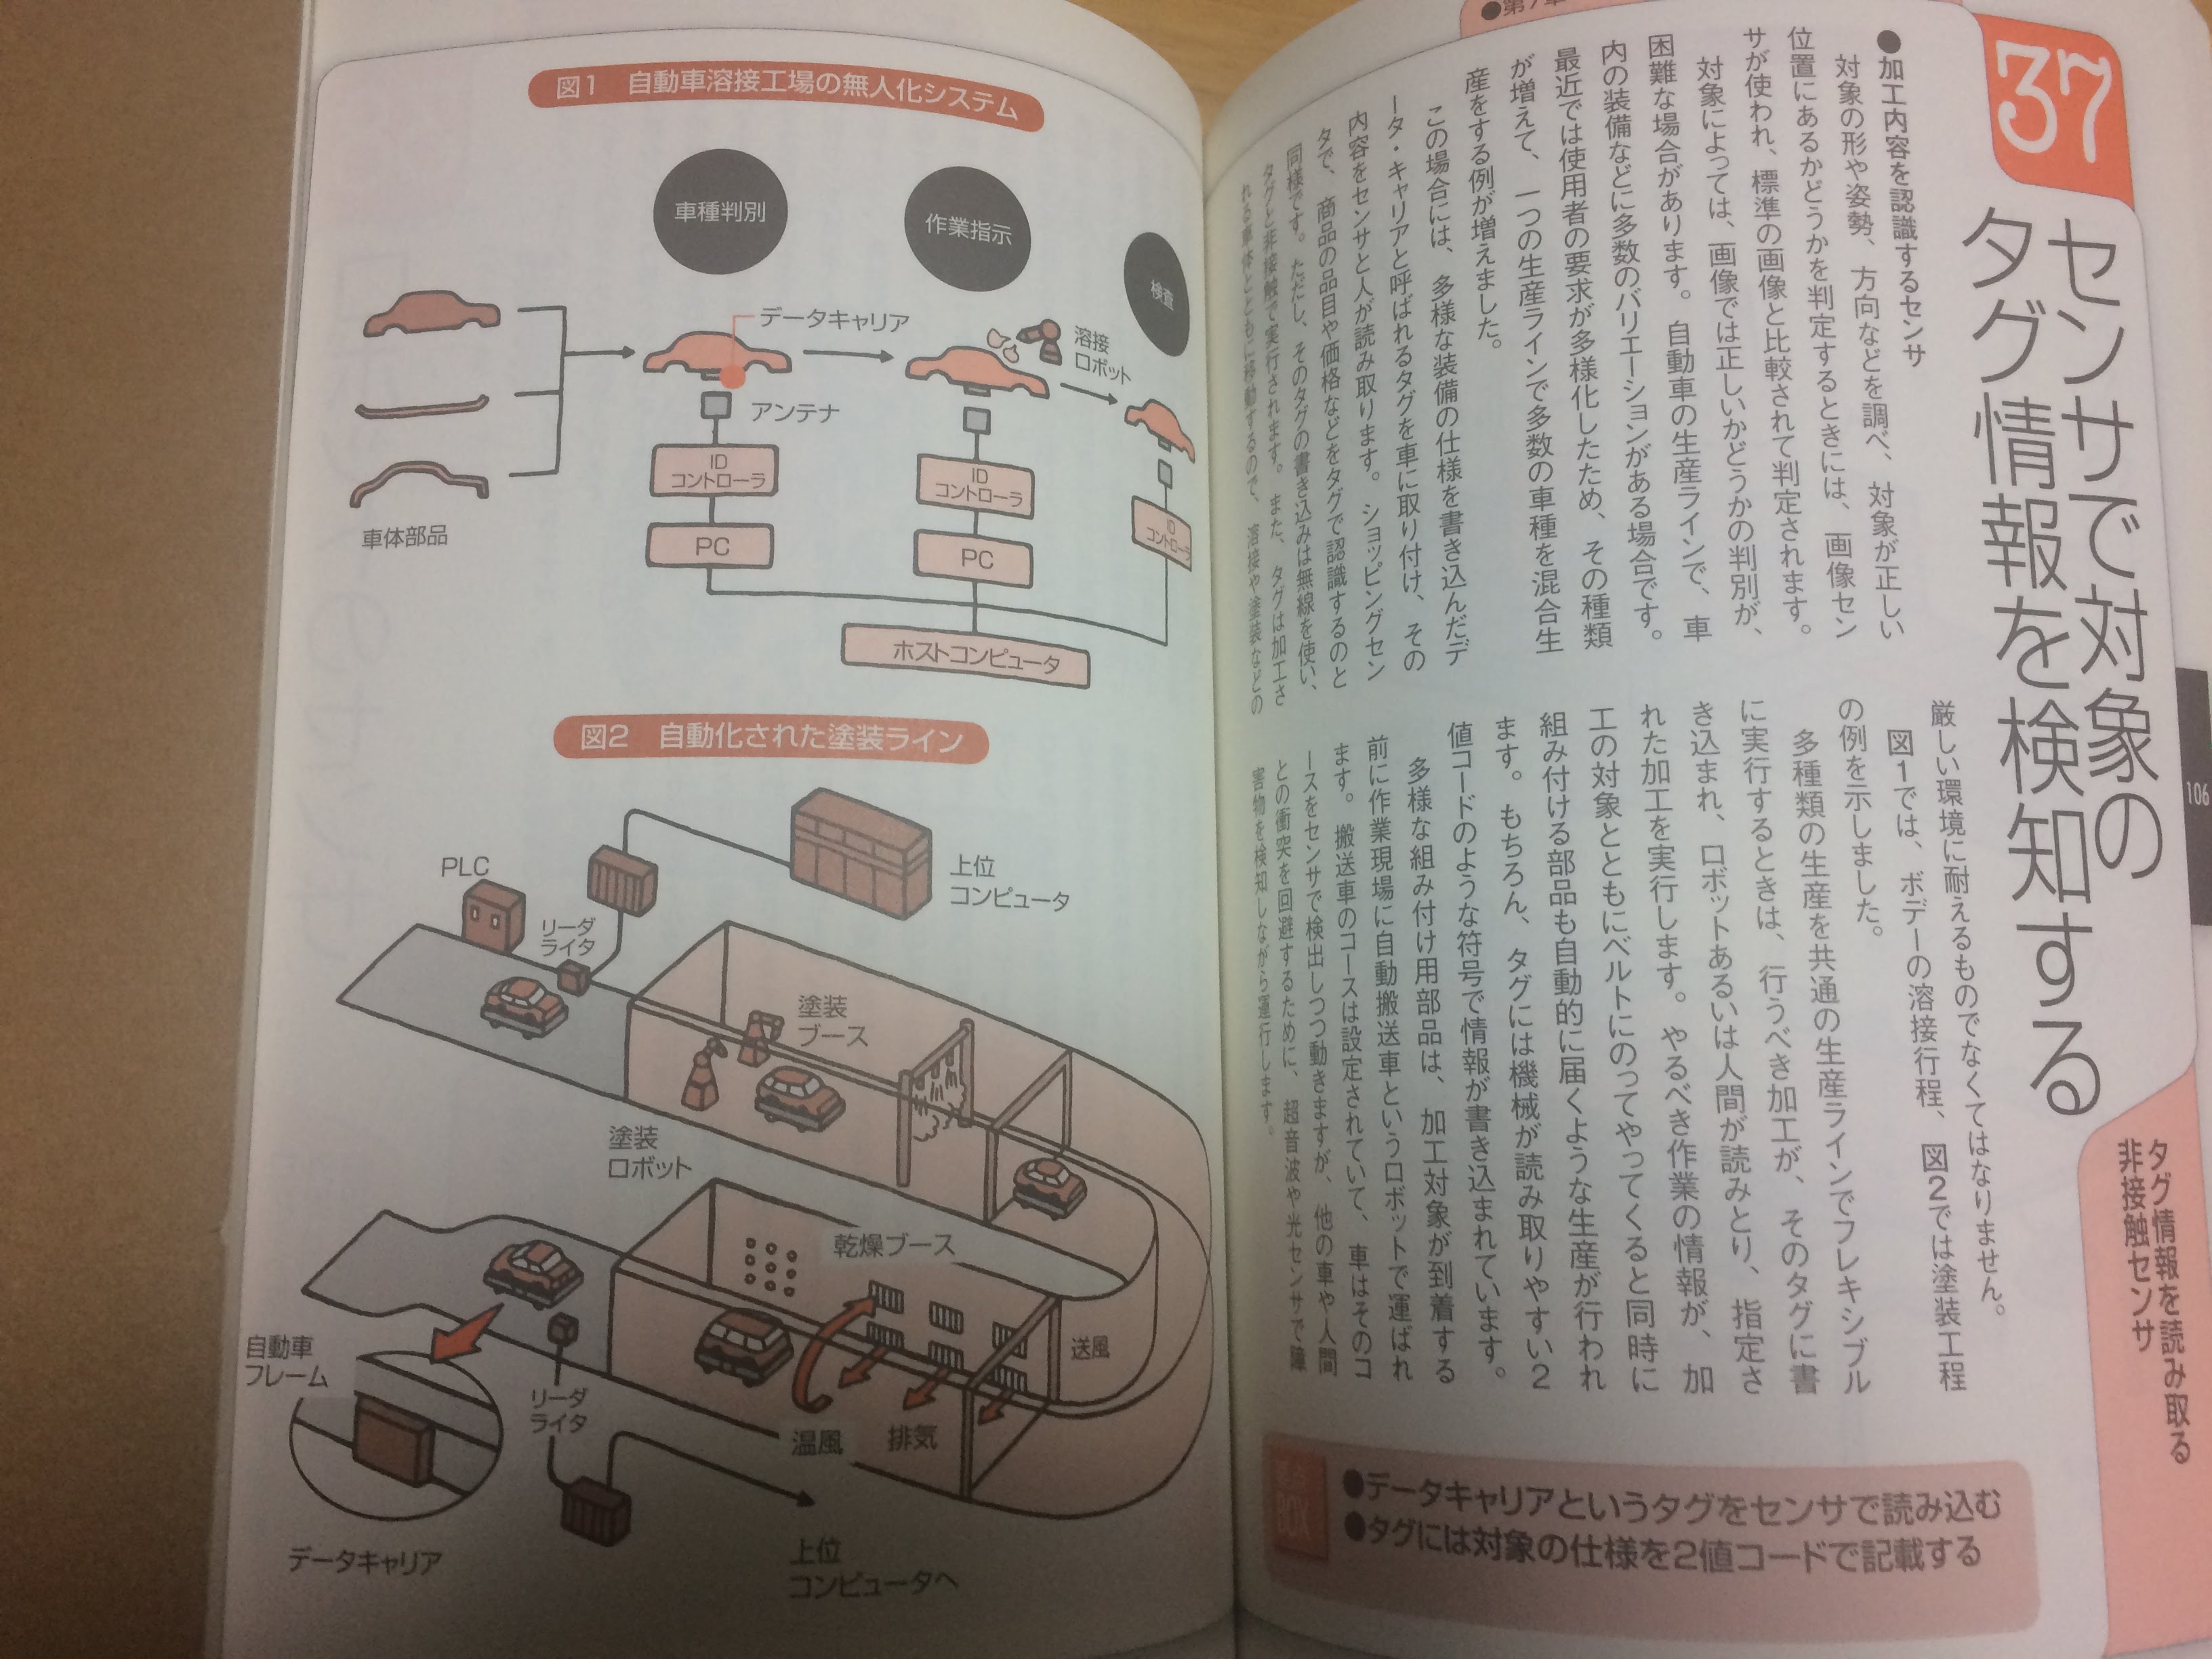 ●第7章
37
センサで対象の
タグ情報を検知する
タグ情報を読み取る
非接触センサ
106
●加工内容を認識するセンサ
対象の形や姿勢、方向などを調べ、対象が正しい
位置にあるかどうかを判定するときには、画像セン
サが使われ、標準の画像と比較されて判定されます。
対象によっては、画像では正しいかどうかの判別が、
困難な場合があります。自動車の生産ラインで、車
内の装備などに多数のバリエーションがある場合です。
最近では使用者の要求が多様化したため、その種類
が増えて、一つの生産ラインで多数の車種を混合生
産をする例が増えました。
この場合には、多様な装備の仕様を書き込んだデ
ータ・キャリアと呼ばれるタグを車に取り付け、その
内容をセンサと人が読み取ります。ショッピングセン
タで、商品の品目や価格などをタグで認識するのと
同様です。ただし、そのタグの書き込みは無線を使い、
タグと非接触で実行されます。また、タグは加工さ
れる車体とともに移動するので、溶接や塗装などの
厳しい環境に耐えるものでなくてはなりません。
図1では、ボデーの溶接行程、図2では塗装工程
の例を示しました。
多種類の生産を共通の生産ラインでフレキシブル
に実行するときは、行うべき加工が、そのタグに書
き込まれ、ロボットあるいは人間が読みとり、指定さ
れた加工を実行します。やるべき作業の情報が、加
工の対象とともにベルトにのってやってくると同時に
組み付ける部品も自動的に届くような生産が行われ
ます。もちろん、タグには機械が読み取りやすい2
値コードのような符号で情報が書き込まれています。
多様な組み付け用部品は、加工対象が到着する
前に作業現場に自動搬送車というロボットで運ばれ
ます。搬送車のコースは設定されていて、車はそのコ
ースをセンサで検出しつつ動きますが、他の車や人間
との衝突を回避するために、超音波や光センサで障
害物を検知しながら運行します。
BOX
●データキャリアというタグをセンサで読み込む
●タグには対象の仕様を2値コードで記載する
図1 自動車溶接工場の無人化システム
車種判別
作業指示
検査
データキャリア
溶接
ロボット
アンテナ
ID
コントローラ
ID
コントローラ
ID
コントローラ
PC
PC
車体部品
ホストコンピュータ
図2 自動化された塗装ライン
PLC
リーダ
ライタ
上位
コンピュータ
塗装
ブース
塗装
ロボット
乾燥ブース
送風
自動車
フレーム
リーダ
ライタ
温風
排気
データキャリア
上位
コンピュータへ